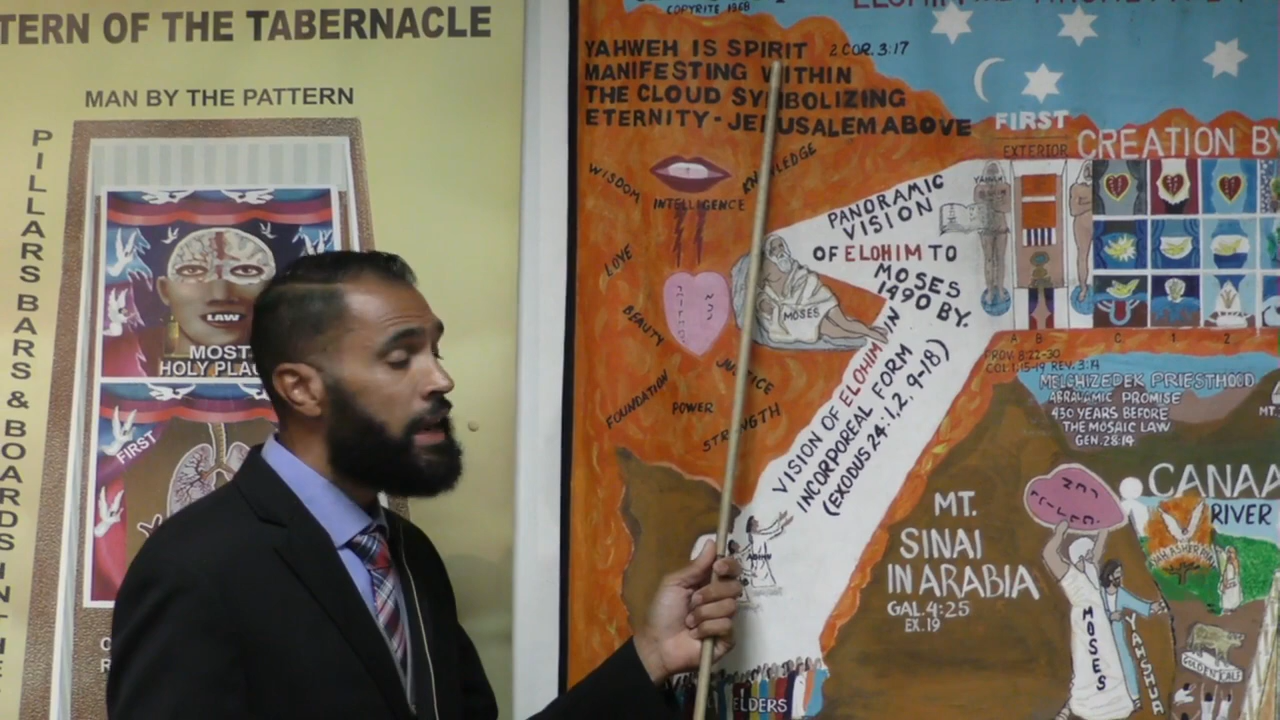 TERN OF THE TABERNACLE
MAN BY THE PATTERN
PILLARS BARS & BOARDS
LAW
MOST
HOLY PLAC
FIRST
COPYRITE 1968
YAHWEH IS SPIRIT 2 COR. 3:17
MANIFESTING WITHIN
THE CLOUD SYMBOLIZING
ETERNITY - JERUSALEM ABOVE
WISDOM
KNOWLEDGE
INTELLIGENCE
LOVE
BEAUTY
JUSTICE
FOUNDATION
POWER
STRENGTH
PANORAMIC
VISION
OF ELOHIM TO
MOSES
1490 BY.
MOSES
VISION OF ELOHIM IN
INCORPOREAL FORM
(EXODUS 24:1,2, 9-18)
ELDERS
FIRST
EXTERIOR
CREATION BY
A B C 1 2
PROV. 8:22-30
COL. 1:15-19 REV. 3:14
MELCHIZEDEK PRIESTHOOD
ABRAHAMIC PROMISE
430 YEARS BEFORE
THE MOSAIC LAW
GEN. 28:14
MT.
MT.
SINAI
IN ARABIA
GAL. 4:25
EX. 19
CANAA
RIVER
MOSES
YAHSHUA
GOLDEN CALF